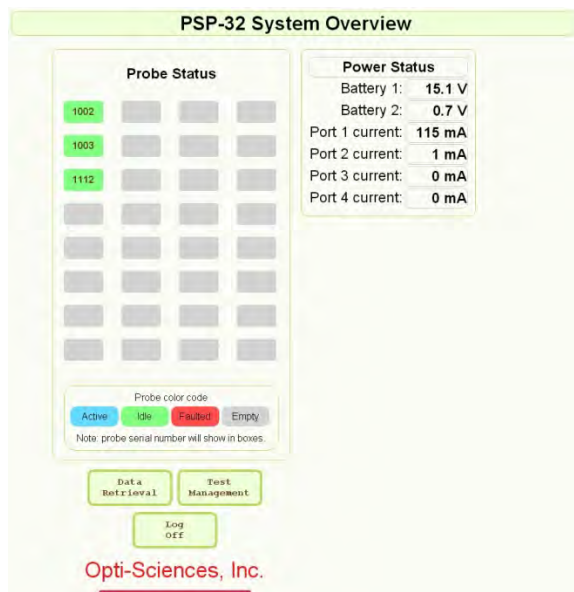 PSP-32 System Overview
Probe Status
1002
1003
1112
Probe color code
Active Idle Faulted Empty
Note: probe serial number will show in boxes.
Power Status
Battery 1: 15.1 V
Battery 2: 0.7 V
Port 1 current: 115 mA
Port 2 current: 1 mA
Port 3 current: 0 mA
Port 4 current: 0 mA
Data
Retrieval
Test
Management
Log
Off
Opti-Sciences, Inc.